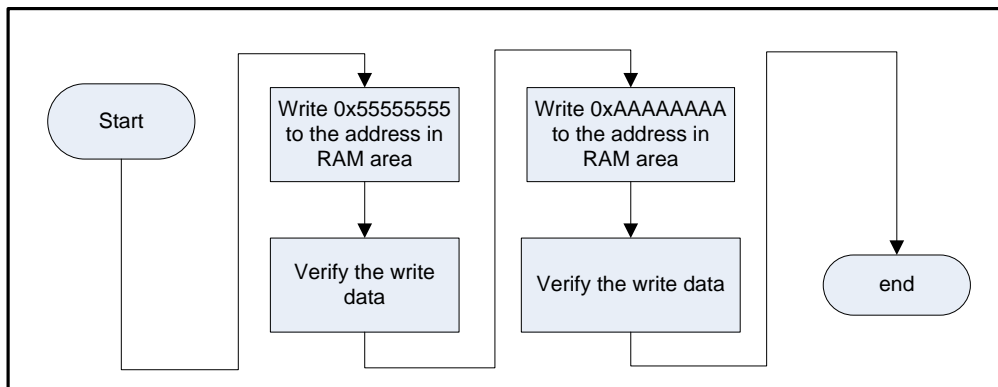 Start
Write 0x55555555
to the address in
RAM area
Verify the write
data
Write 0xAAAAAAAA
to the address in
RAM area
Verify the write data
end